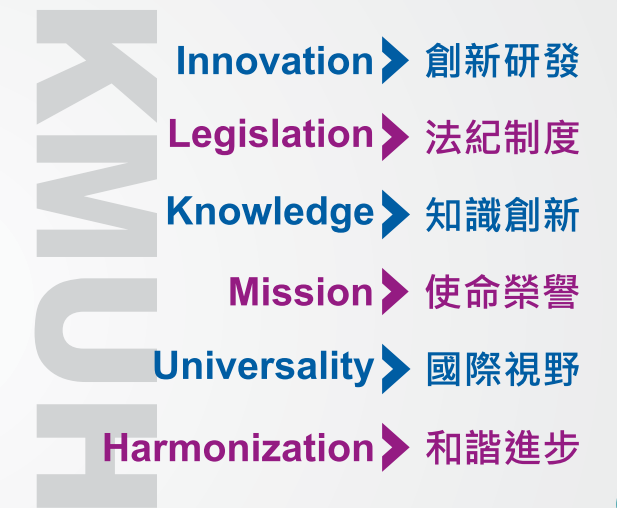 KMUH
Innovation 創新研發
Legislation 法紀制度
Knowledge 知識創新
Mission 使命榮譽
Universality 國際視野
Harmonization 和諧進步